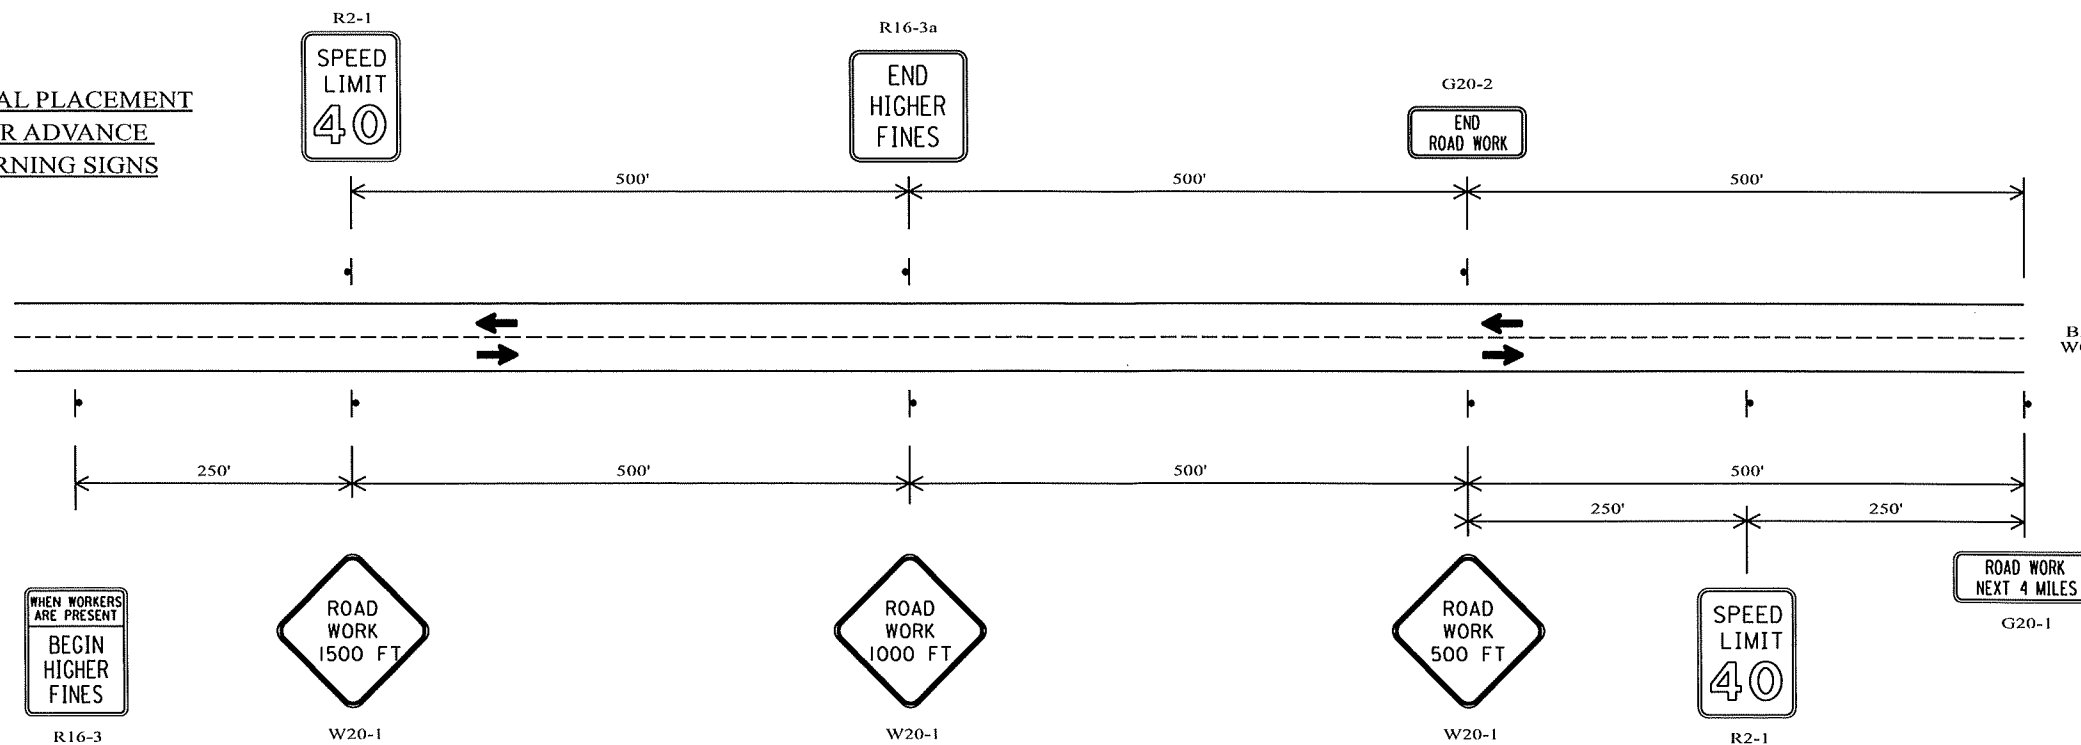 R2-1
SPEED
LIMIT
40
R16-3a
END
HIGHER
FINES
G20-2
END
ROAD WORK
AL PLACEMENT
R ADVANCE
RNING SIGNS
500'
500'
500'
250'
500'
500'
500'
250'
250'
WHEN WORKERS
ARE PRESENT
BEGIN
HIGHER
FINES
R16-3
ROAD
WORK
1500 FT
W20-1
ROAD
WORK
1000 FT
W20-1
ROAD
WORK
500 FT
W20-1
SPEED
LIMIT
40
R2-1
ROAD WORK
NEXT 4 MILES
G20-1